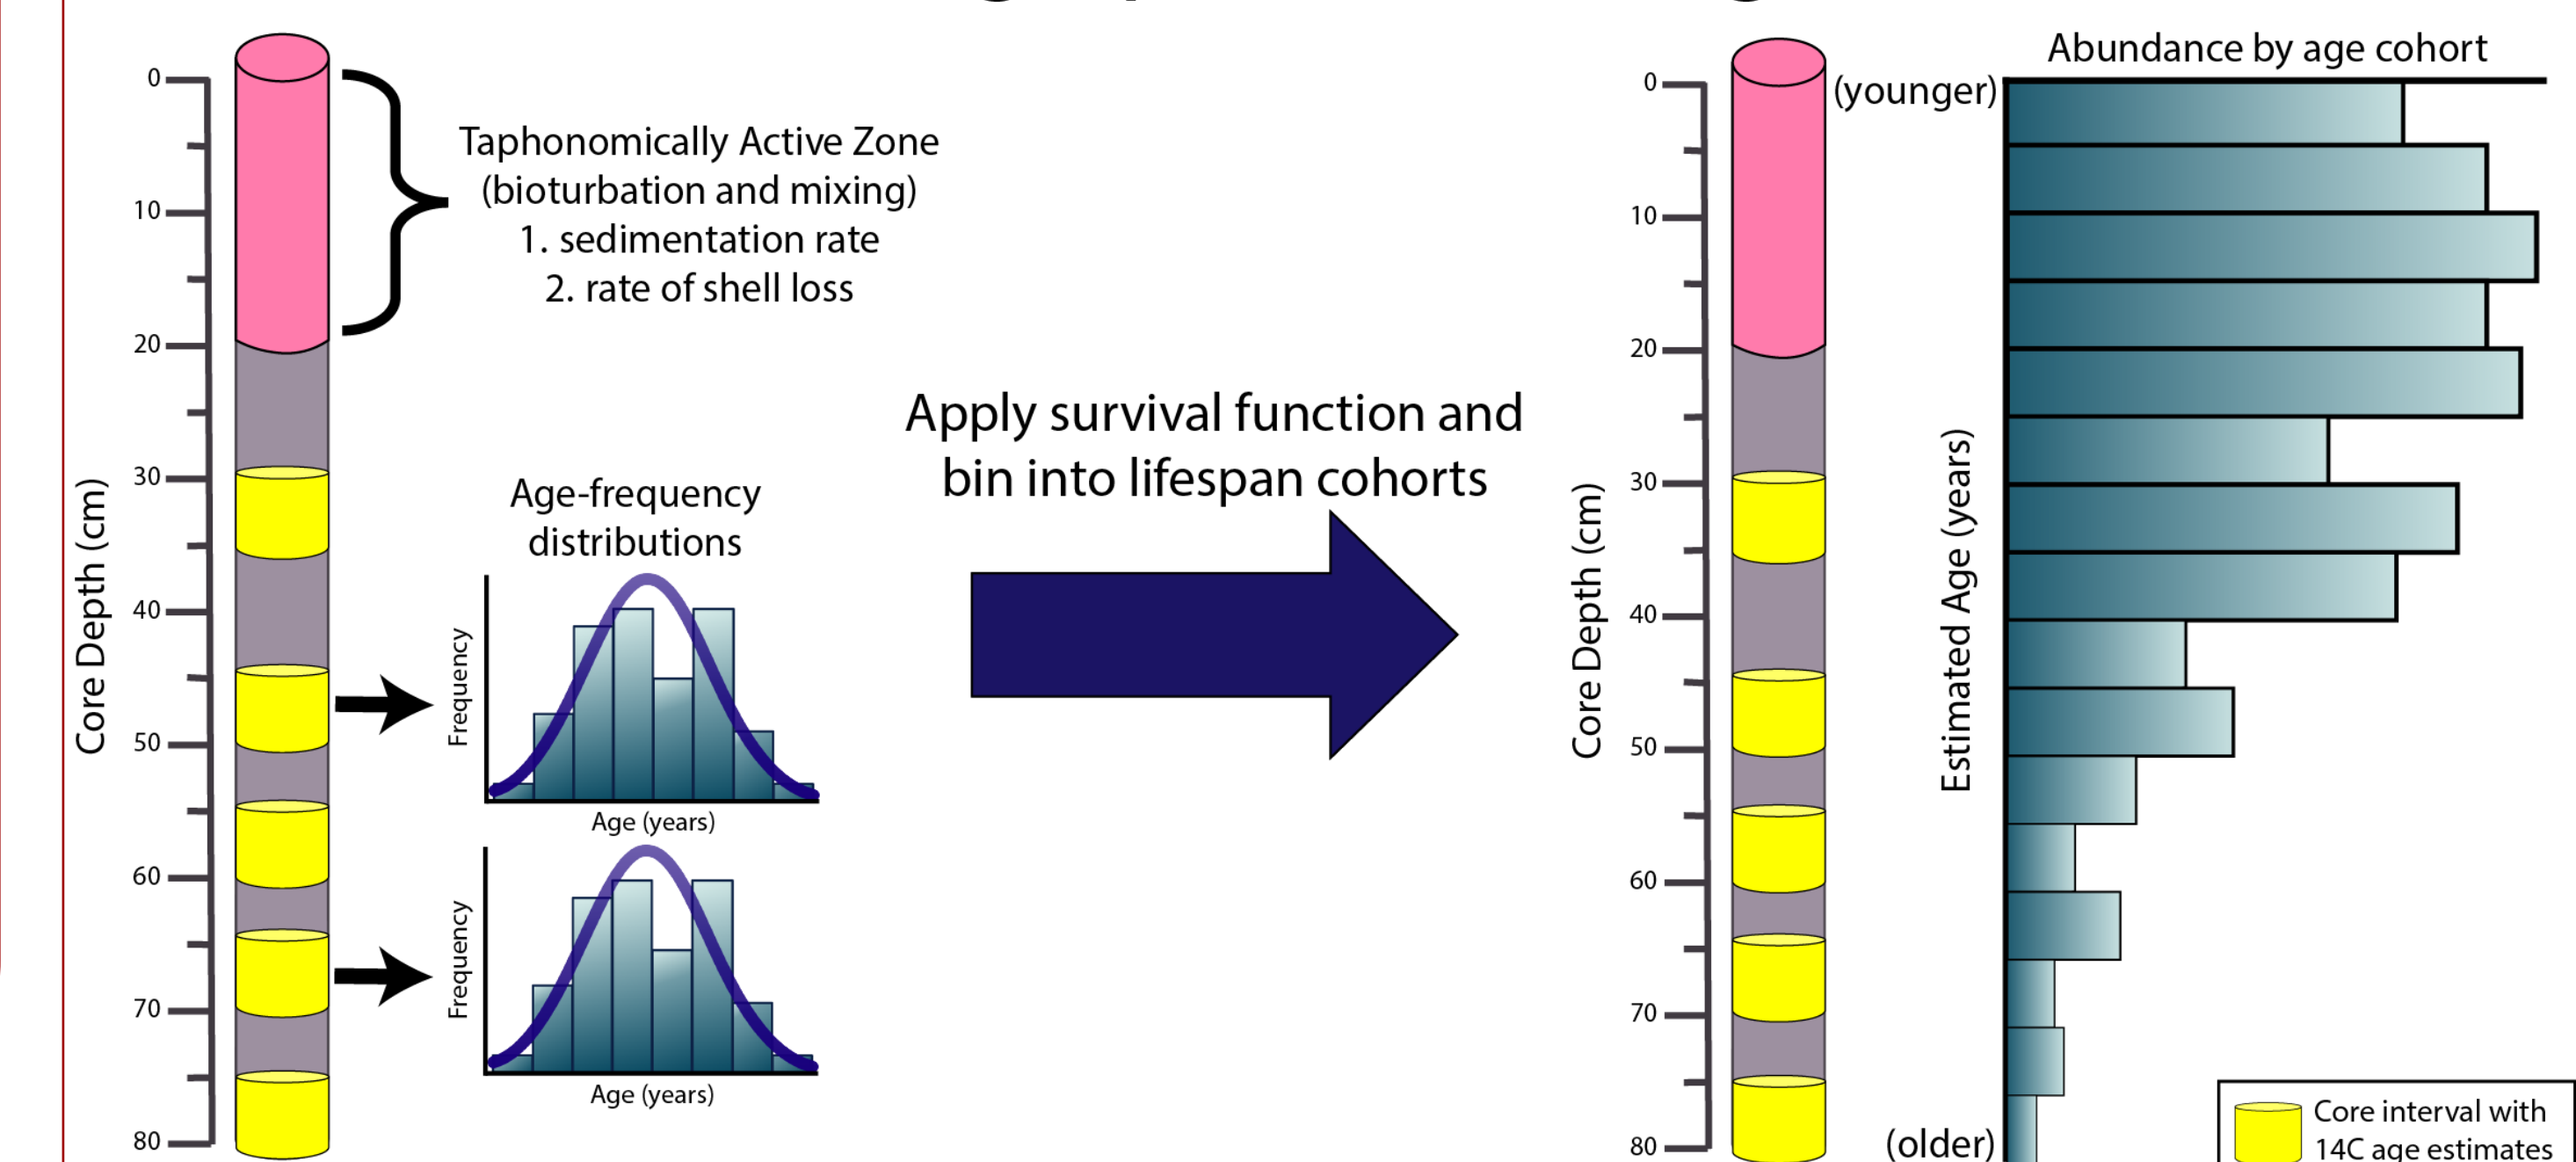 0
10
20
30
40
50
60
70
80
Core Depth (cm)
Taphonomically Active Zone
(bioturbation and mixing)
1. sedimentation rate
2. rate of shell loss
Age-frequency
distributions
Frequency
Age (years)
Frequency
Age (years)
Apply survival function and
bin into lifespan cohorts
0
10
20
30
40
50
60
70
80
Core Depth (cm)
Abundance by age cohort
(younger)
Estimated Age (years)
(older)
Core interval with
14C age estimates